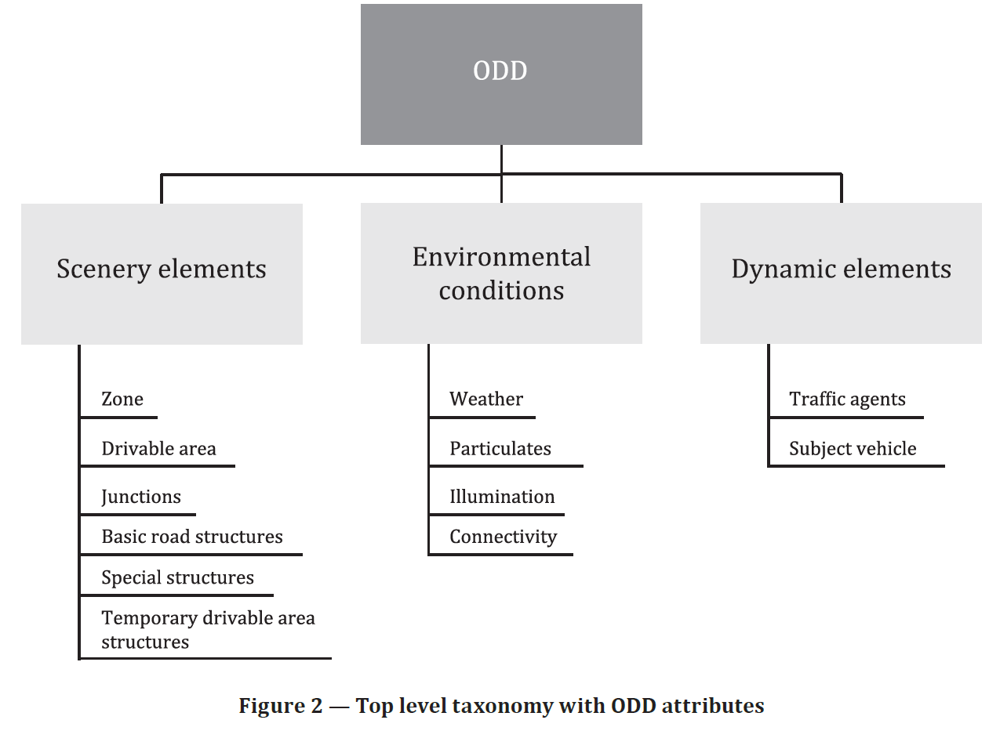 ODD
Scenery elements
Environmental
conditions
Dynamic elements
Zone
Drivable area
Junctions
Basic road structures
Special structures
Temporary drivable area
structures
Weather
Particulates
Illumination
Connectivity
Traffic agents
Subject vehicle
Figure 2 — Top level taxonomy with ODD attributes